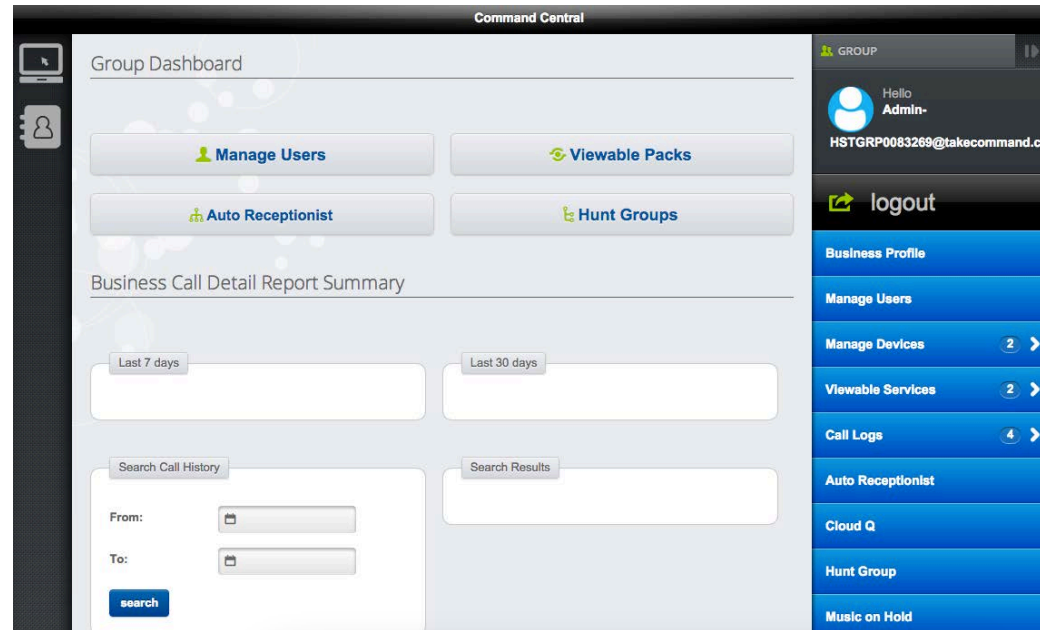 Command Central
Group Dashboard
Manage Users
Viewable Packs
Auto Receptionist
Hunt Groups
Business Call Detail Report Summary
Last 7 days
Last 30 days
Search Call History
Search Results
From:
To:
search
GROUP
Hello
Admin-
HSTGRP0083269@takecommand.c
logout
Business Profile
Manage Users
Manage Devices 2
Viewable Services 2
Call Logs 4
Auto Receptionist
Cloud Q
Hunt Group
Music on Hold